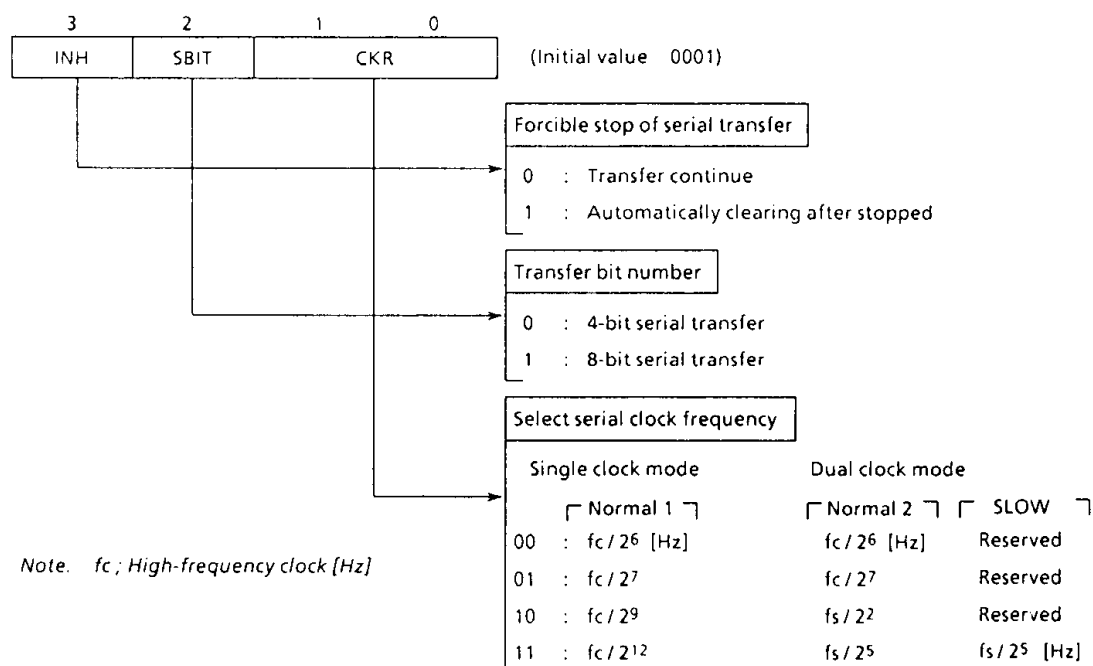 3 2 1 0
INH SBIT CKR (Initial value 0001)
Forcible stop of serial transfer
0 : Transfer continue
1 : Automatically clearing after stopped
Transfer bit number
0 : 4-bit serial transfer
1 : 8-bit serial transfer
Select serial clock frequency
Single clock mode Dual clock mode
Normal 1 Normal 2 SLOW
00 : fc / 2⁶ [Hz] fc / 2⁶ [Hz] Reserved
Note. fc ; High-frequency clock [Hz]
01 : fc / 2⁷ fc / 2⁷ Reserved
10 : fc / 2⁹ fs / 2² Reserved
11 : fc / 2¹² fs / 2⁵ fs / 2⁵ [Hz]